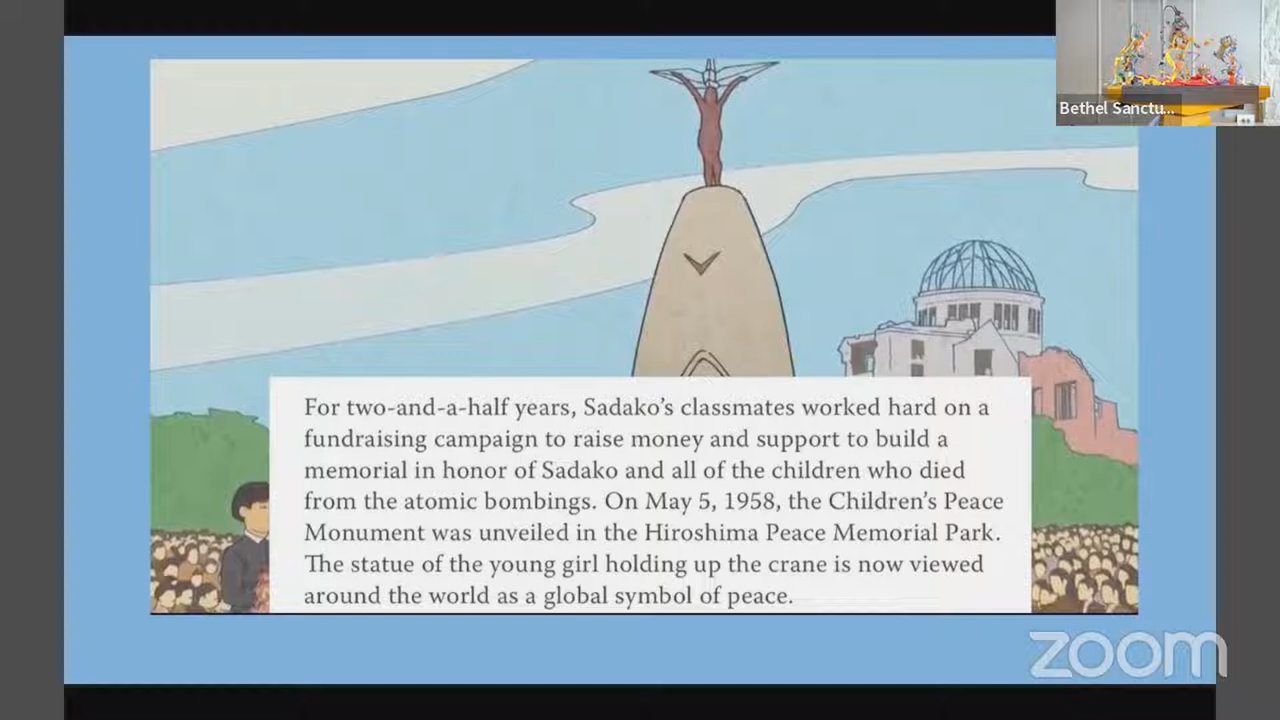 Bethel Sanctu...
For two-and-a-half years, Sadako's classmates worked hard on a
fundraising campaign to raise money and support to build a
memorial in honor of Sadako and all of the children who died
from the atomic bombings. On May 5, 1958, the Children's Peace
Monument was unveiled in the Hiroshima Peace Memorial Park.
The statue of the young girl holding up the crane is now viewed
around the world as a global symbol of peace.
zoom